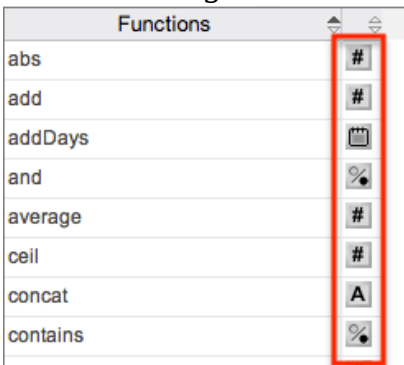 Functions
abs #
add #
addDays
and %
average #
ceil #
concat A
contains %